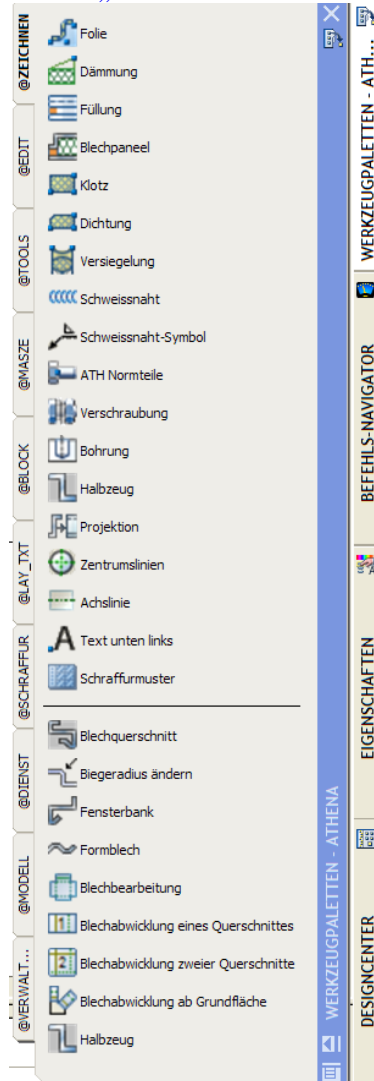 @ZEICHNEN
@EDIT
@TOOLS
@MASZE
@BLOCK
@LAY_TXT
@SCHRAFFUR
@DIENST
@MODELL
@VERWALT...
Folie
Dämmung
Füllung
Blechpaneel
Klotz
Dichtung
Versiegelung
Schweissnaht
Schweissnaht-Symbol
ATH Normteile
Verschraubung
Bohrung
Halbzeug
Projektion
Zentrumslinien
Achslinie
Text unten links
Schraffurmuster
Blechquerschnitt
Biegeradius ändern
Fensterbank
Formblech
Blechbearbeitung
Blechabwicklung eines Querschnittes
Blechabwicklung zweier Querschnitte
Blechabwicklung ab Grundfläche
Halbzeug
WERKZEUGPALETTEN - ATHENA
WERKZEUGPALETTEN - ATH...
BEFEHLS-NAVIGATOR
EIGENSCHAFTEN
DESIGNCENTER